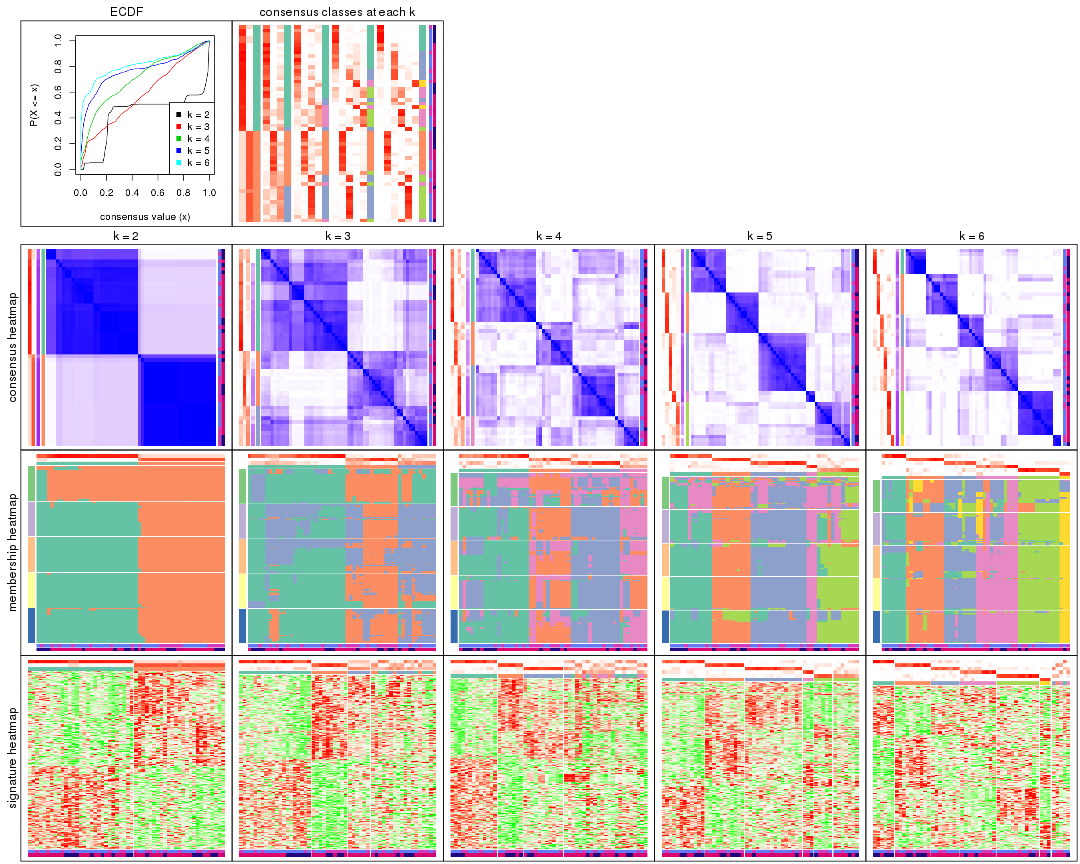 ECDF
consensus classes at each k
P(X <= x)
0.0 0.2 0.4 0.6 0.8 1.0
k = 2
k = 3
k = 4
k = 5
k = 6
0.0 0.2 0.4 0.6 0.8 1.0
consensus value (x)
k = 2 k = 3 k = 4 k = 5 k = 6
consensus heatmap
membership heatmap
signature heatmap